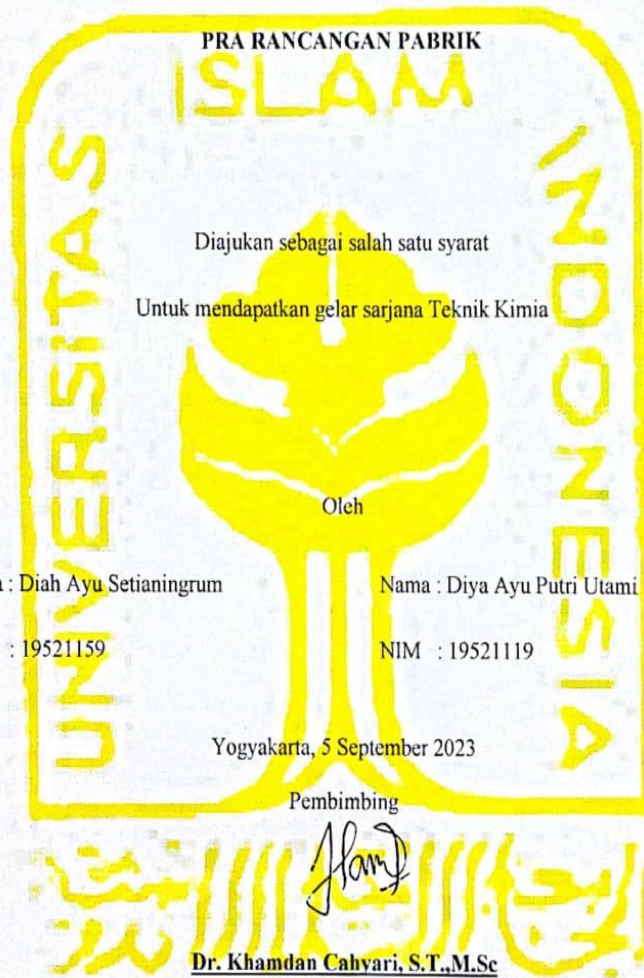 PRA RANCANGAN PABRIK
ISLAM
UNIVERSITAS
INDONESIA
Diajukan sebagai salah satu syarat
Untuk mendapatkan gelar sarjana Teknik Kimia
Oleh
: Diah Ayu Setianingrum Nama : Diya Ayu Putri Utami
: 19521159 NIM : 19521119
Yogyakarta, 5 September 2023
Pembimbing
Dr. Khamdan Cahyari, S.T.,M.Sc